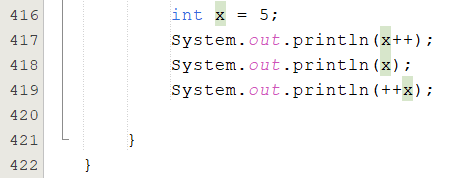 416 int x = 5;
417 System.out.println(x++);
418 System.out.println(x);
419 System.out.println(++x);
420
421 }
422 }